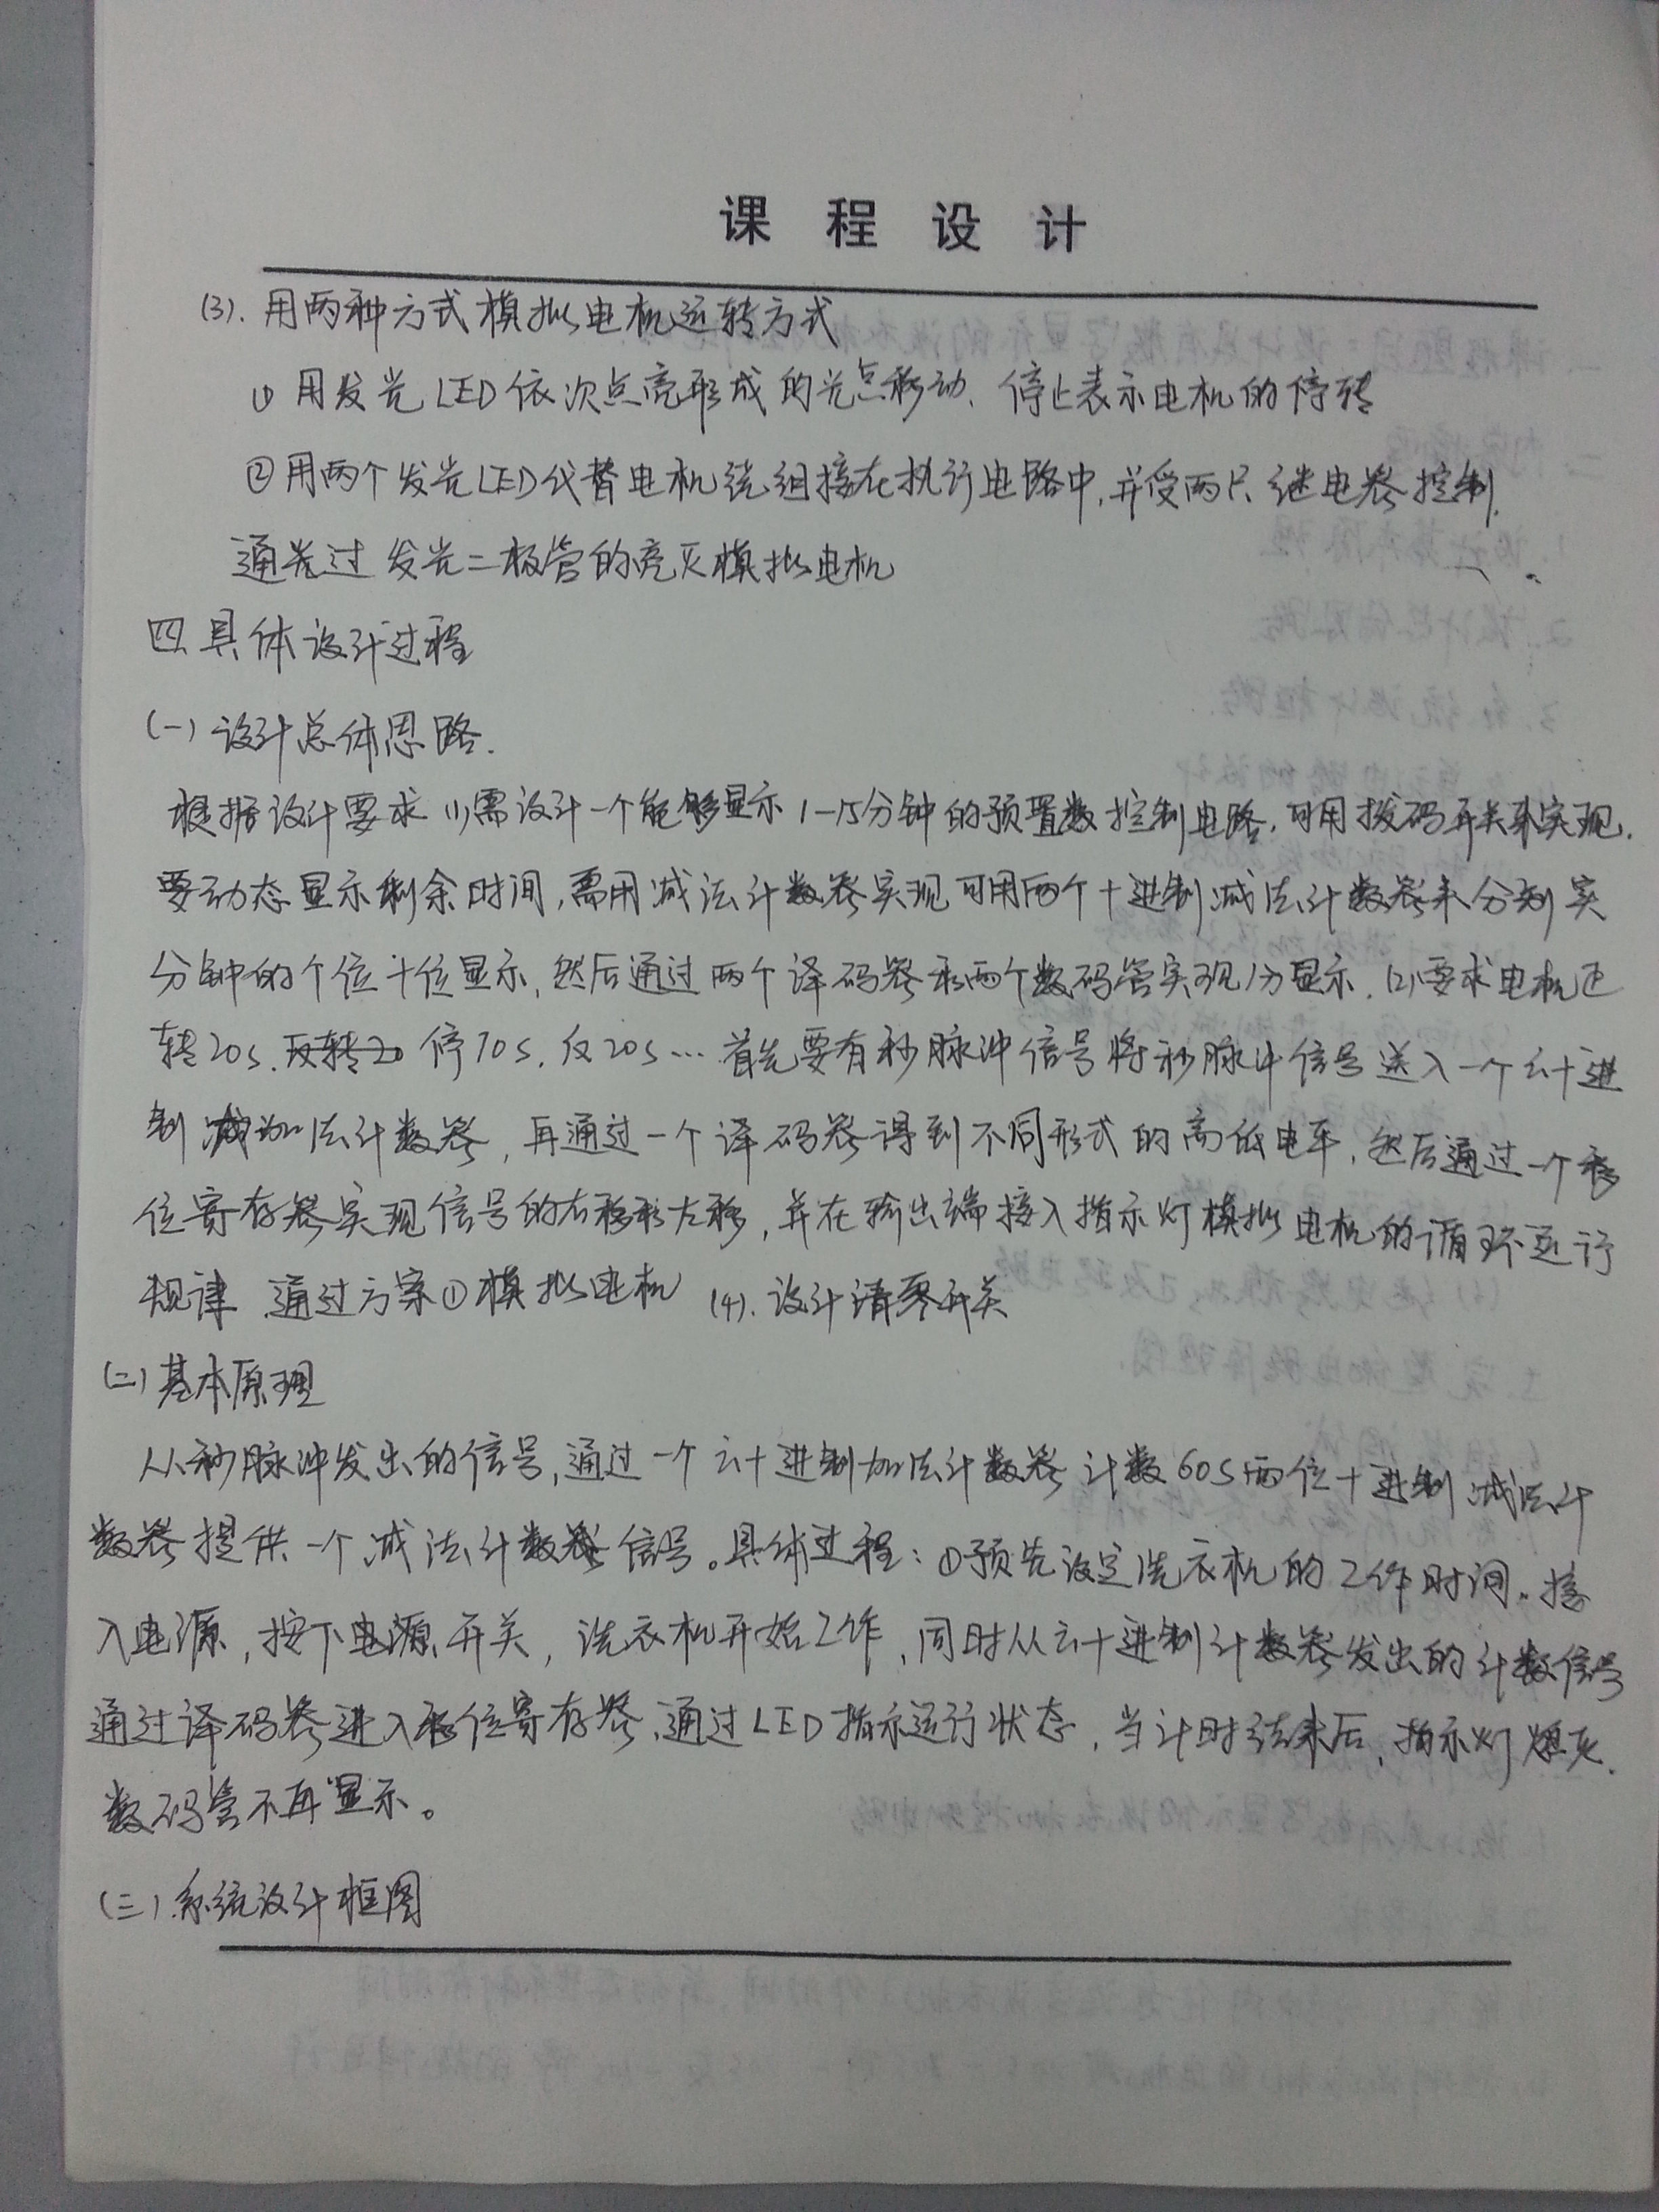 课程设计
(3). 用两种方式模拟电机运转方式
① 用发光LED依次点亮形成的光点移动、停止表示电机的停转
②用两个发光LED代替电机绕组接在执行电路中,并受两只继电器控制,
通过发光二极管的亮灭模拟电机
四 具体设计过程
(一)设计总体思路.
根据设计要求 (1)需设计一个能够显示1-15分钟的预置数控制电路,可用拨码开关来实现.
要动态显示剩余时间,需用减法计数器实现 可用两个十进制减法计数器来分别实
分钟的个位十位显示,然后通过两个译码器和两个数码管实现分显示. (2)要求电机正
转20s. 停10s. 反20s… 首先要有秒脉冲信号将秒脉冲信号送入一个六十进
制加法计数器,再通过一个译码器得到不同形式的高低电平,然后通过一个移
位寄存器实现信号的右移和左移,并在输出端接入指示灯模拟电机的循环运行
规律 通过方案①模拟电机 (4). 设计清零开关
(二)基本原理
从秒脉冲发出的信号,通过一个六十进制加法计数器计数60s两位十进制减法计
数器提供一个减法计数器信号。具体过程:①预先设定洗衣机的工作时间.接
入电源,按下电源开关,洗衣机开始工作,同时从六十进制计数器发出的计数信号
通过译码器进入移位寄存器,通过LED指示运行状态,当计时结束后,指示灯熄灭.
数码管不再显示。
(三)系统设计框图